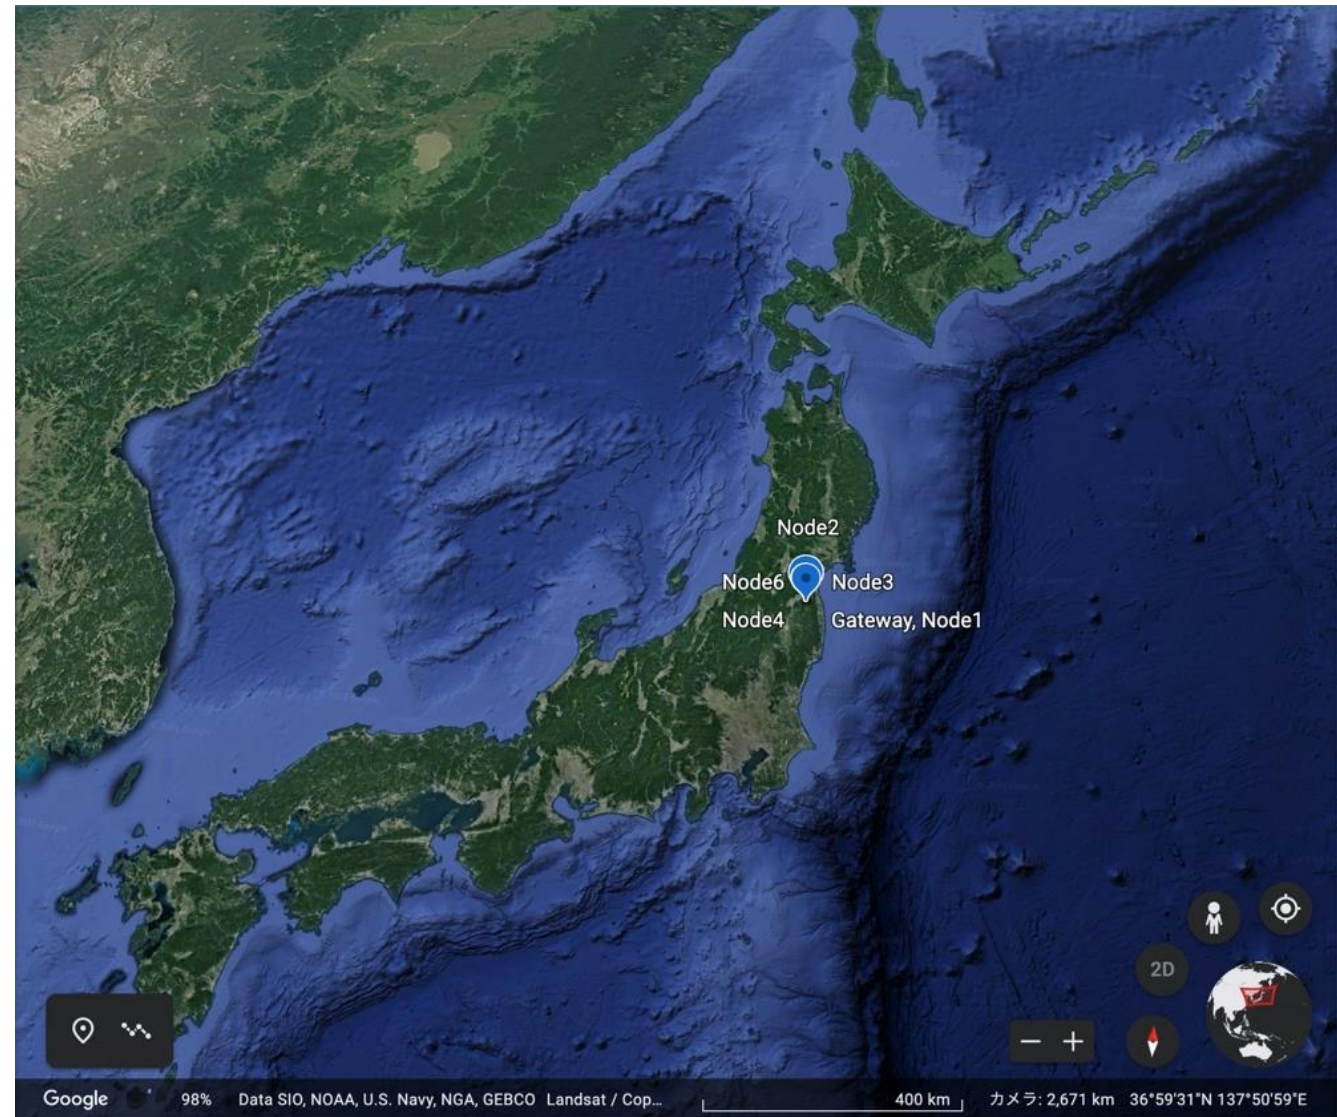 Node2
Node6
Node3
Node4
Gateway, Node1
2D
Google
98%
Data SIO, NOAA, U.S. Navy, NGA, GEBCO Landsat / Cop...
400 km
カメラ: 2,671 km
36°59'31"N 137°50'59"E